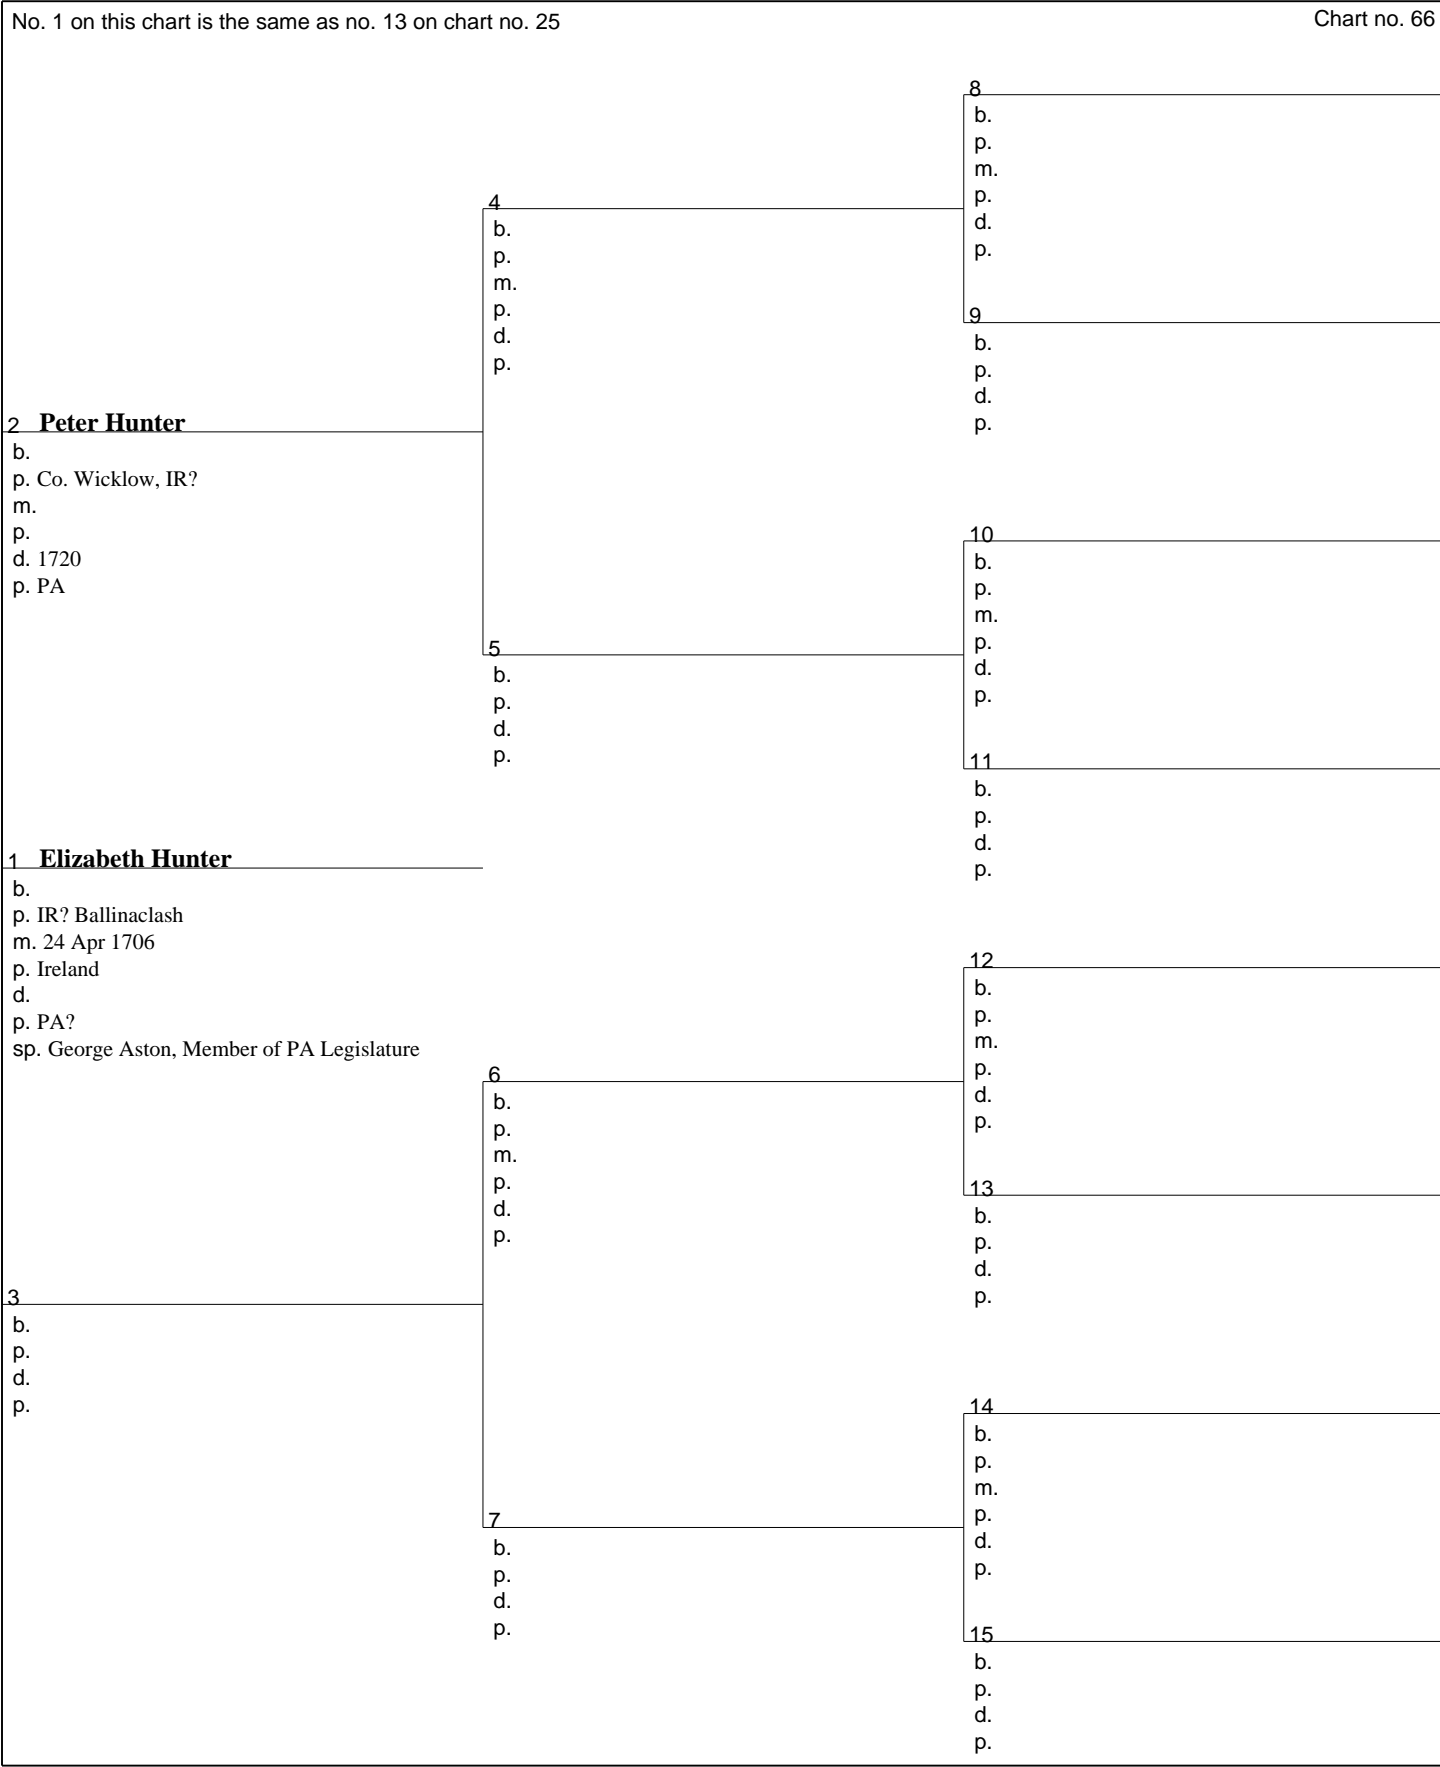 No. 1 on this chart is the same as no. 13 on chart no. 25
Chart no. 66
8
b.
p.
m.
p.
d.
p.
4
b.
p.
m.
p.
d.
p.
9
b.
p.
d.
p.
2 Peter Hunter
b.
p. Co. Wicklow, IR?
m.
p.
d. 1720
p. PA
10
b.
p.
m.
p.
d.
p.
5
b.
p.
d.
p.
11
b.
p.
d.
p.
1 Elizabeth Hunter
b.
p. IR? Ballinaclash
m. 24 Apr 1706
p. Ireland
d.
p. PA?
sp. George Aston, Member of PA Legislature
12
b.
p.
m.
p.
d.
p.
6
b.
p.
m.
p.
d.
p.
13
b.
p.
d.
p.
3
b.
p.
d.
p.
14
b.
p.
m.
p.
d.
p.
7
b.
p.
d.
p.
15
b.
p.
d.
p.